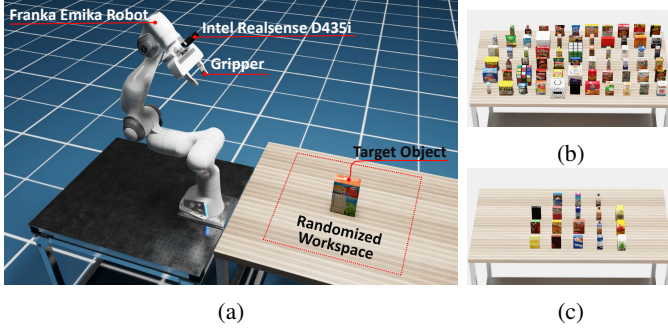 Franka Emika Robot
Intel Realsense D435i
Gripper
Target Object
Randomized
Workspace
(a)
(b)
(c)